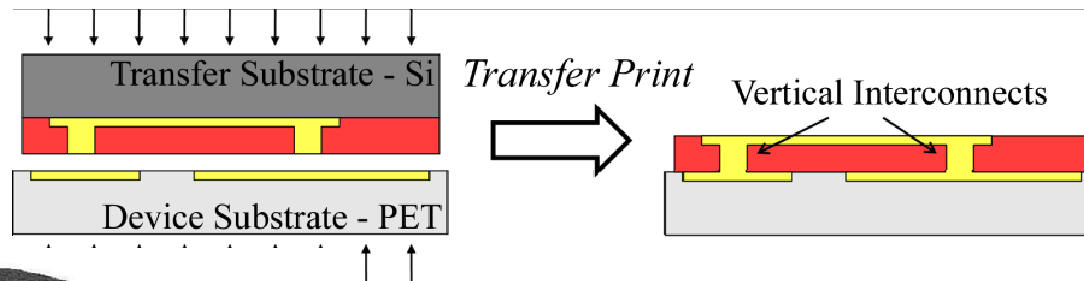 Transfer Substrate - Si
Transfer Print
Vertical Interconnects
Device Substrate - PET